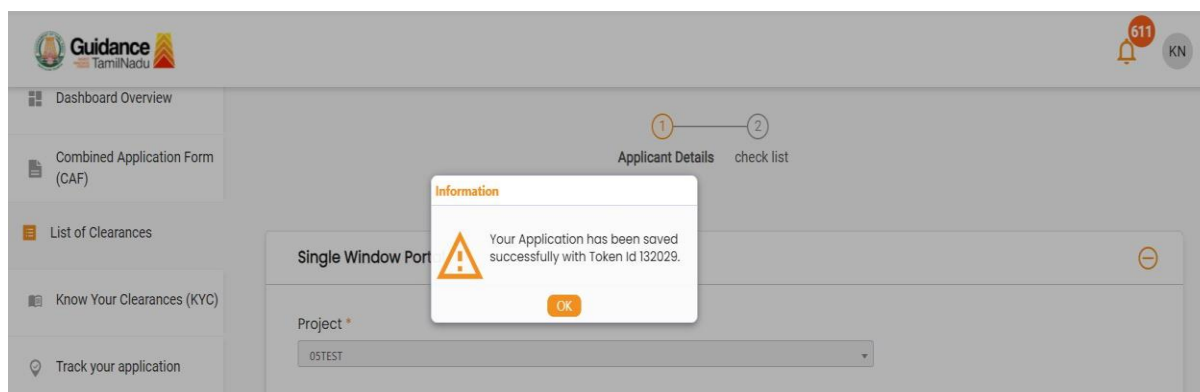 Guidance
TamilNadu
611
KN
Dashboard Overview
1
2
Applicant Details
check list
Combined Application Form
(CAF)
Information
List of Clearances
Your Application has been saved
successfully with Token Id 132029.
Single Window Port
OK
Know Your Clearances (KYC)
Project *
05TEST
Track your application